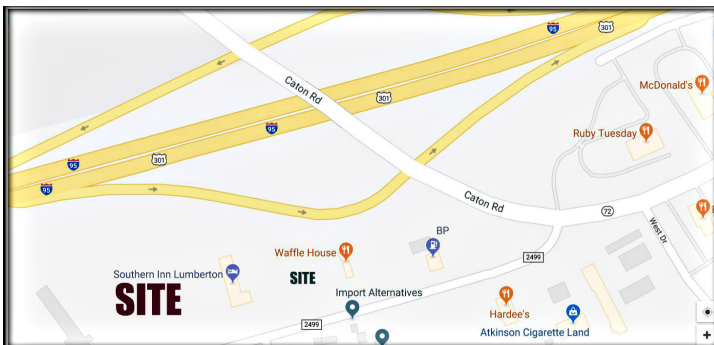 95
301
Caton Rd
McDonald's
301
95
Ruby Tuesday
301
95
95
Caton Rd
72
West Dr
BP
Waffle House
2499
Southern Inn Lumberton
SITE
SITE
Import Alternatives
Hardee's
2499
Atkinson Cigarette Land